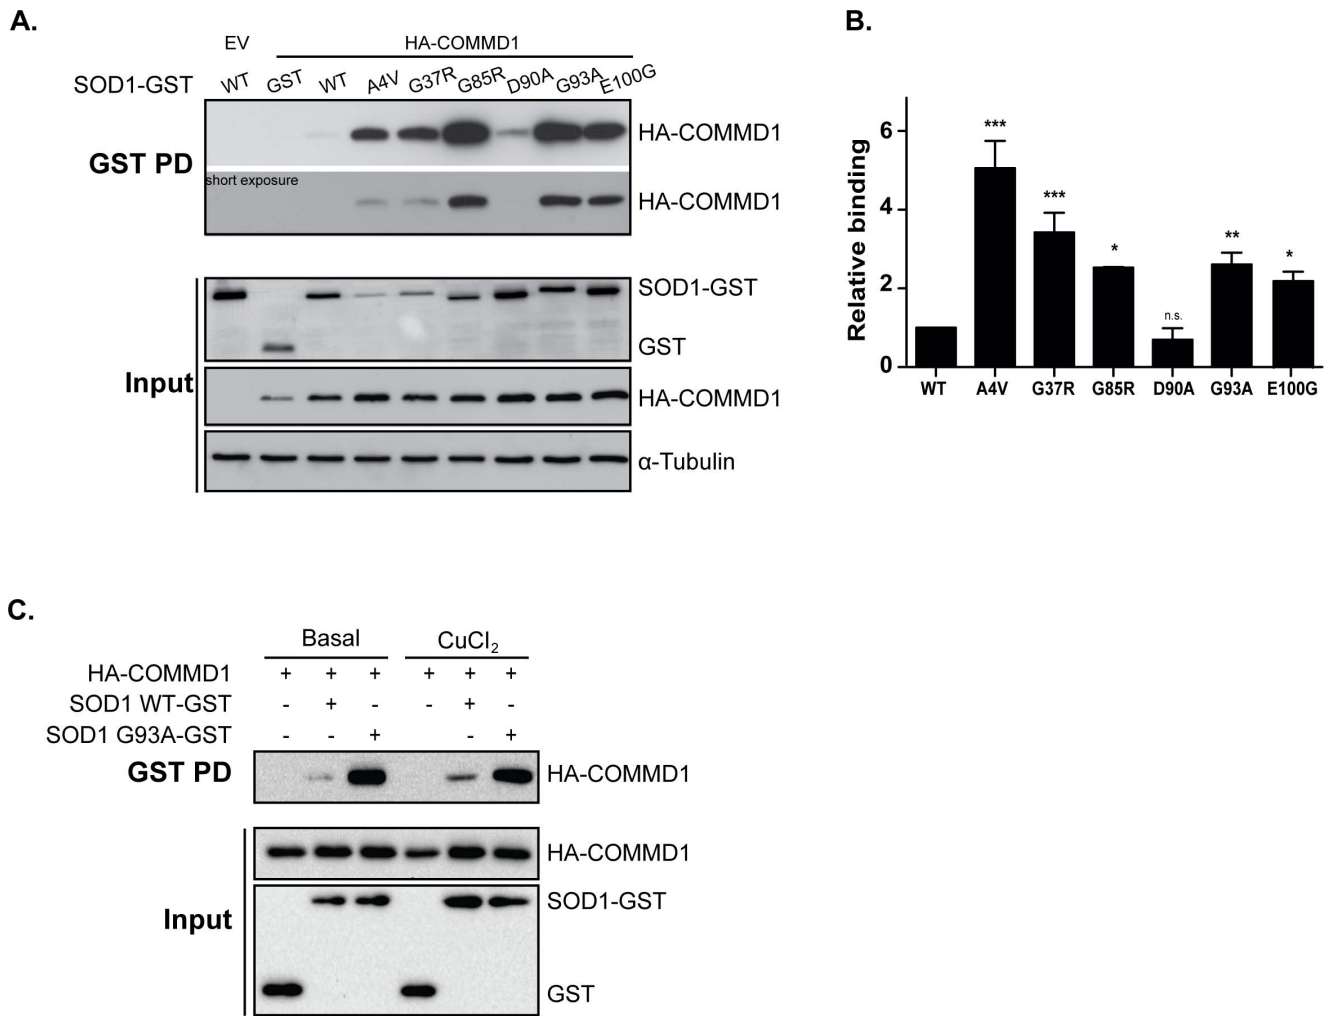 A.
EV HA-COMMD1
SOD1-GST WT GST WT A4V G37R G85R D90A G93A E100G
GST PD
HA-COMMD1
short exposure
HA-COMMD1
Input
SOD1-GST
GST
HA-COMMD1
α-Tubulin
B.
Relative binding
6
4
2
0
***
***
*
n.s.
**
*
WT A4V G37R G85R D90A G93A E100G
C.
Basal CuCl₂
HA-COMMD1 + + + + + +
SOD1 WT-GST - + - - + -
SOD1 G93A-GST - - + - +
GST PD HA-COMMD1
Input
HA-COMMD1
SOD1-GST
GST